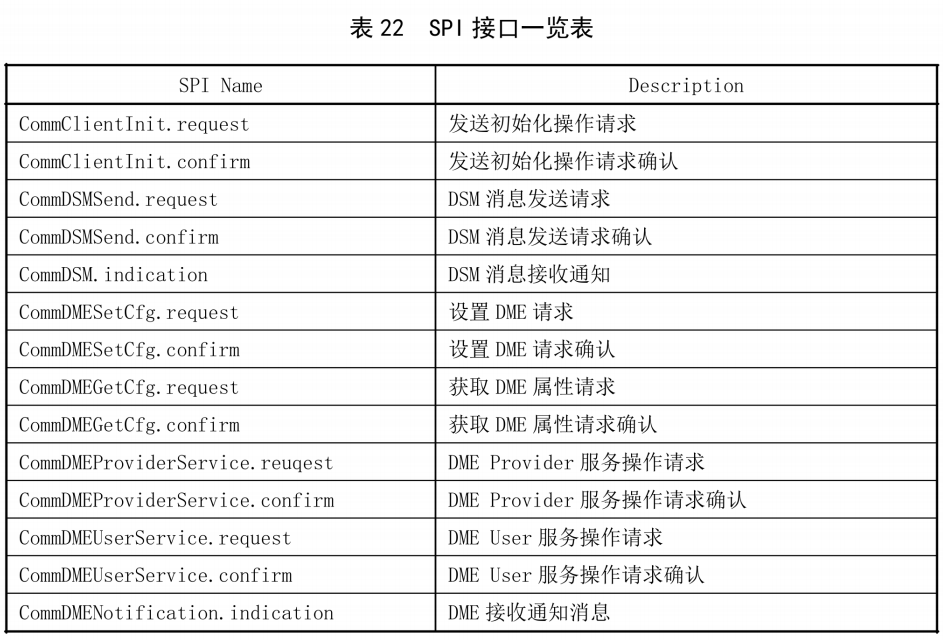 表 22 SPI 接口一览表
SPI Name Description
CommClientInit.request 发送初始化操作请求
CommClientInit.confirm 发送初始化操作请求确认
CommDSMSend.request DSM 消息发送请求
CommDSMSend.confirm DSM 消息发送请求确认
CommDSM.indication DSM 消息接收通知
CommDMESetCfg.request 设置 DME 请求
CommDMESetCfg.confirm 设置 DME 请求确认
CommDMEGetCfg.request 获取 DME 属性请求
CommDMEGetCfg.confirm 获取 DME 属性请求确认
CommDMEProviderService.reuqest DME Provider 服务操作请求
CommDMEProviderService.confirm DME Provider 服务操作请求确认
CommDMEUserService.request DME User 服务操作请求
CommDMEUserService.confirm DME User 服务操作请求确认
CommDMENotification.indication DME 接收通知消息